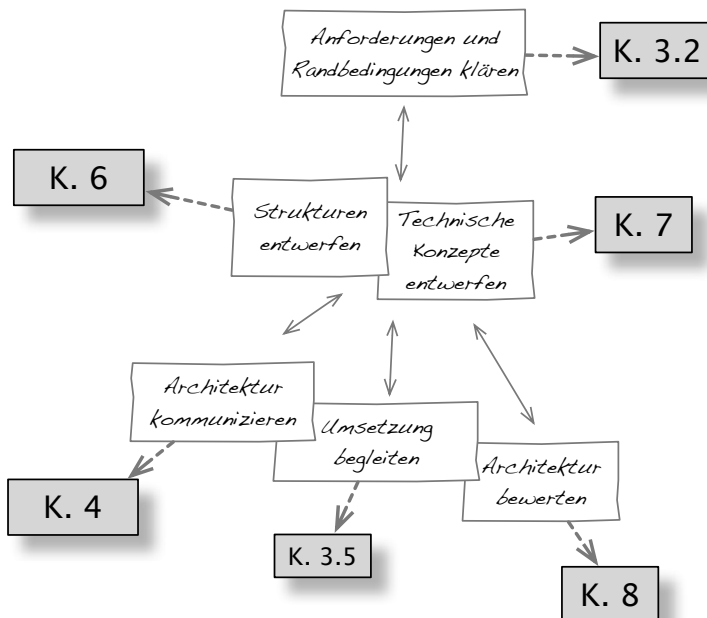 Anforderungen und
Randbedingungen klären
K. 3.2
K. 6
Strukturen
entwerfen
Technische
Konzepte
entwerfen
K. 7
Architektur
kommunizieren
Umsetzung
begleiten
Architektur
bewerten
K. 4
K. 3.5
K. 8